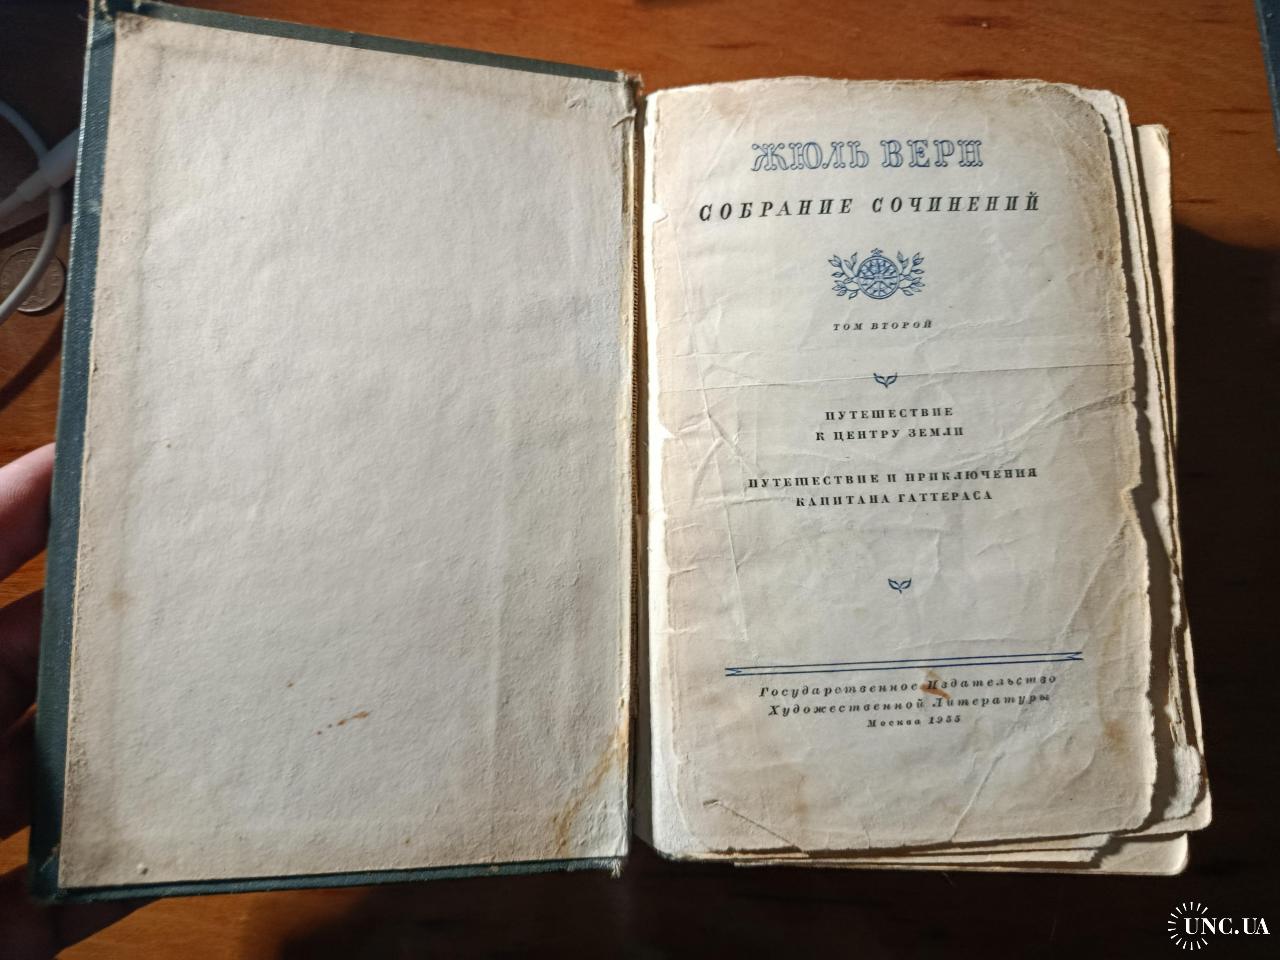 ЖЮЛЬ ВЕРН
СОБРАНИЕ СОЧИНЕНИЙ
ТОМ ВТОРОЙ
ПУТЕШЕСТВИЕ
К ЦЕНТРУ ЗЕМЛИ
ПУТЕШЕСТВИЕ И ПРИКЛЮЧЕНИЯ
КАПИТАНА ГАТТЕРАСА
Государственное Издательство
Художественной Литературы
Москва 1955
UNC.UA